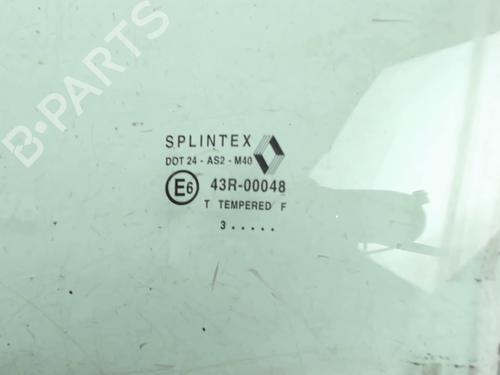 B-PARTS
SPLINTEX
DOT 24 - AS2 - M40
E6 43R-00048
T TEMPERED F
3 .....